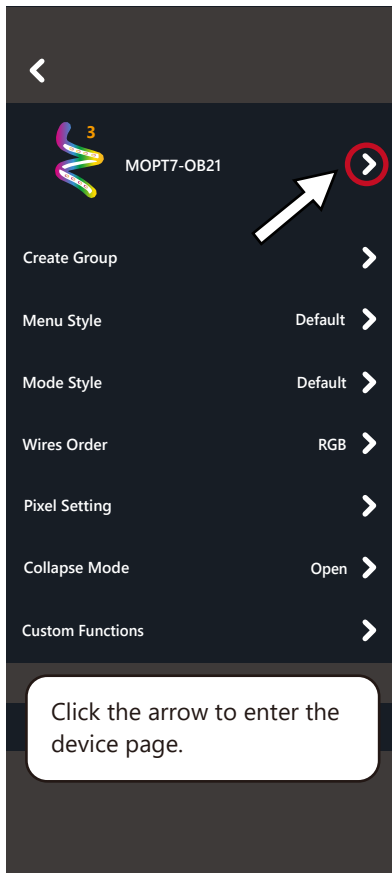 3
MOPT7-OB21
Create Group
Menu Style Default
Mode Style Default
Wires Order RGB
Pixel Setting
Collapse Mode Open
Custom Functions
Click the arrow to enter the
device page.